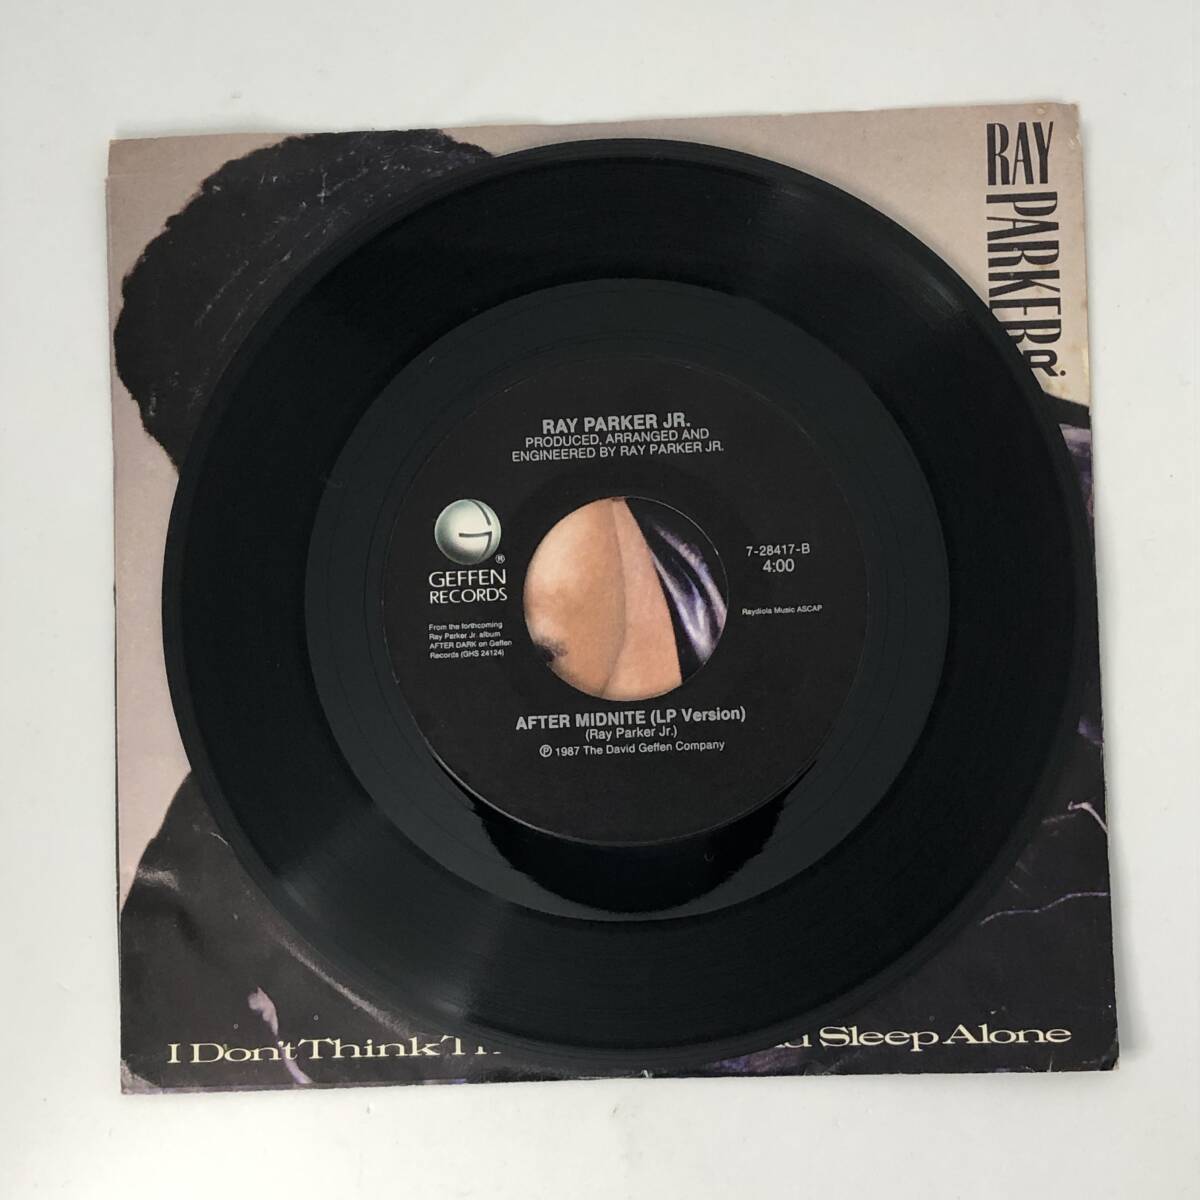 RAY
PARKER
RAY PARKER JR.
PRODUCED, ARRANGED AND
ENGINEERED BY RAY PARKER JR.
G
®
GEFFEN
RECORDS
7-28417-B
4:00
Raydiola Music ASCAP
From the forthcoming
Ray Parker Jr. album
AFTER DARK on Geffen
Records (GHS 24124)
AFTER MIDNITE (LP Version)
(Ray Parker Jr.)
℗ 1987 The David Geffen Company
I Don't Think Sleep Alone